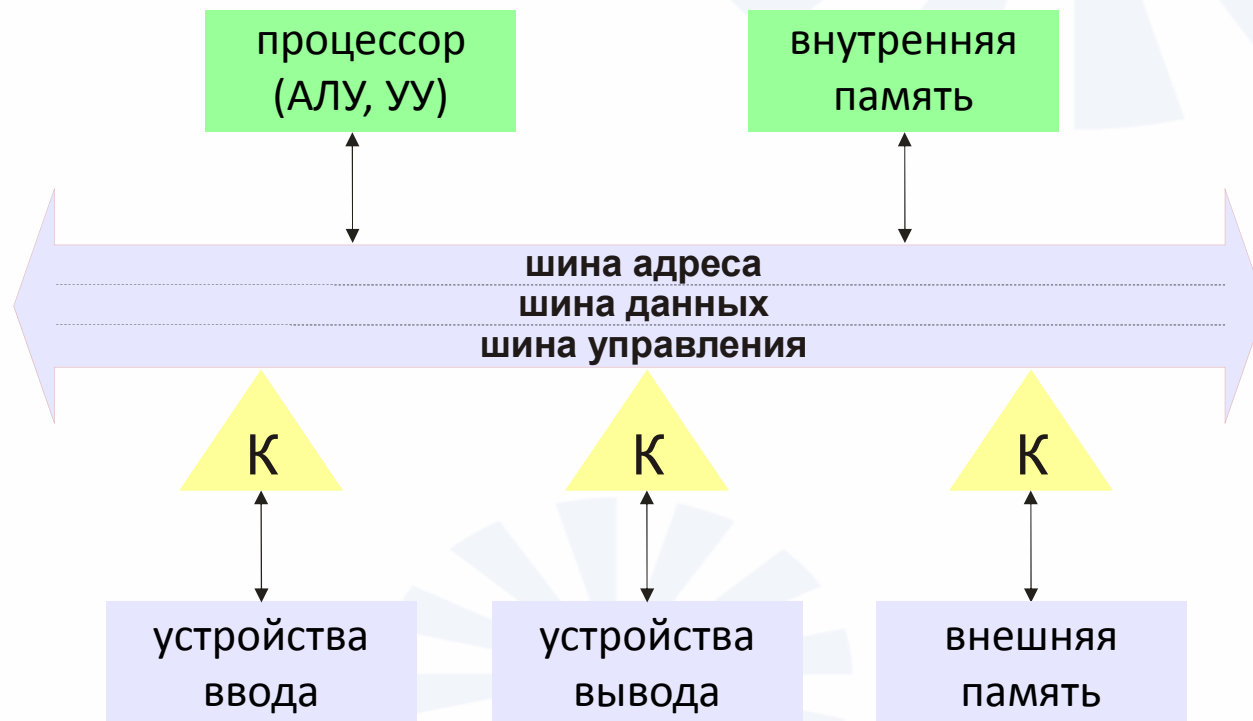 процессор
(АЛУ, УУ)
внутренняя
память
шина адреса
шина данных
шина управления
К
К
К
устройства
ввода
устройства
вывода
внешняя
память